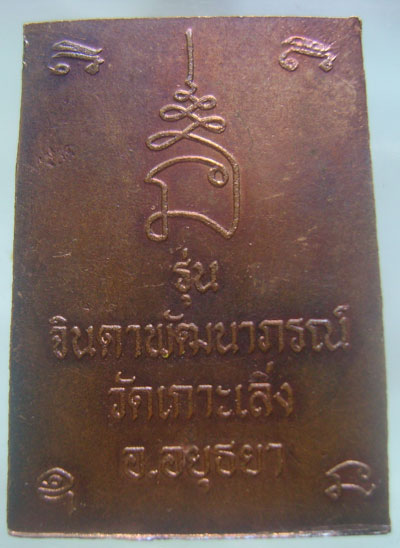 รุ่น
จินดาพัฒนาภรณ์
วัดเกาะเลิ่ง
อ.อยุธยา